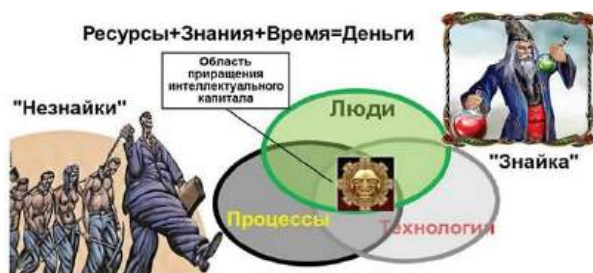 Ресурсы+Знания+Время=Деньги
Область
приращения
интеллектуального
капитала
"Незнайки"
Люди
"Знайка"
Процессы
Технологии